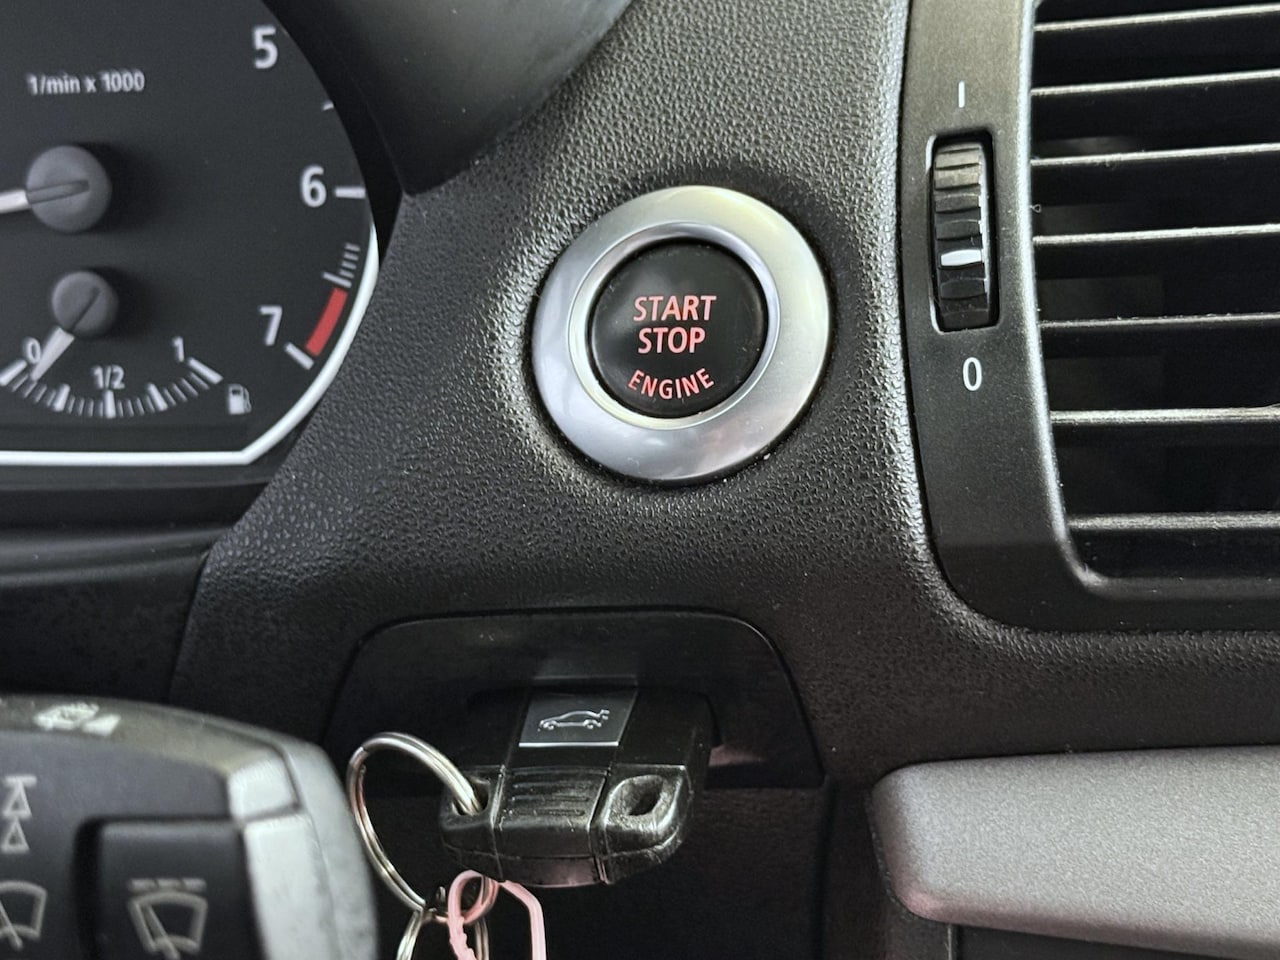 5
1/min x 1000
6
7
0
1/2
1
START
STOP
ENGINE
I
0